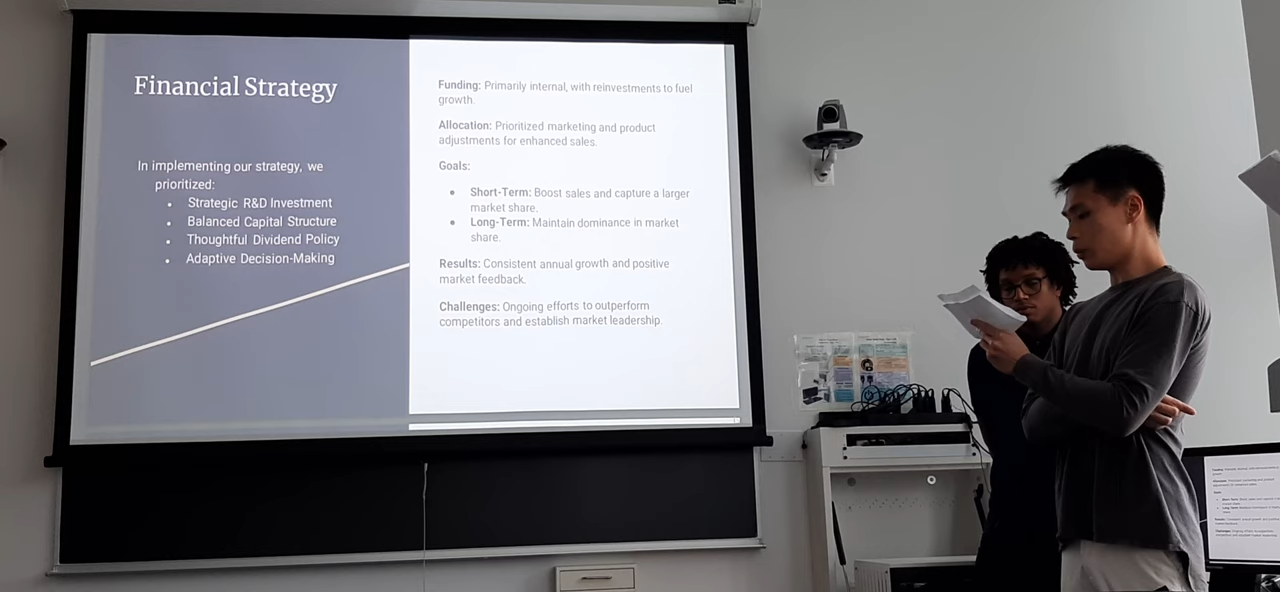 Financial Strategy
In implementing our strategy, we
prioritized:
• Strategic R&D Investment
• Balanced Capital Structure
• Thoughtful Dividend Policy
• Adaptive Decision-Making
Funding: Primarily internal, with reinvestments to fuel
growth.
Allocation: Prioritized marketing and product
adjustments for enhanced sales.
Goals:
• Short-Term: Boost sales and capture a larger
market share.
• Long-Term: Maintain dominance in market
share.
Results: Consistent annual growth and positive
market feedback.
Challenges: Ongoing efforts to outperform
competitors and establish market leadership.